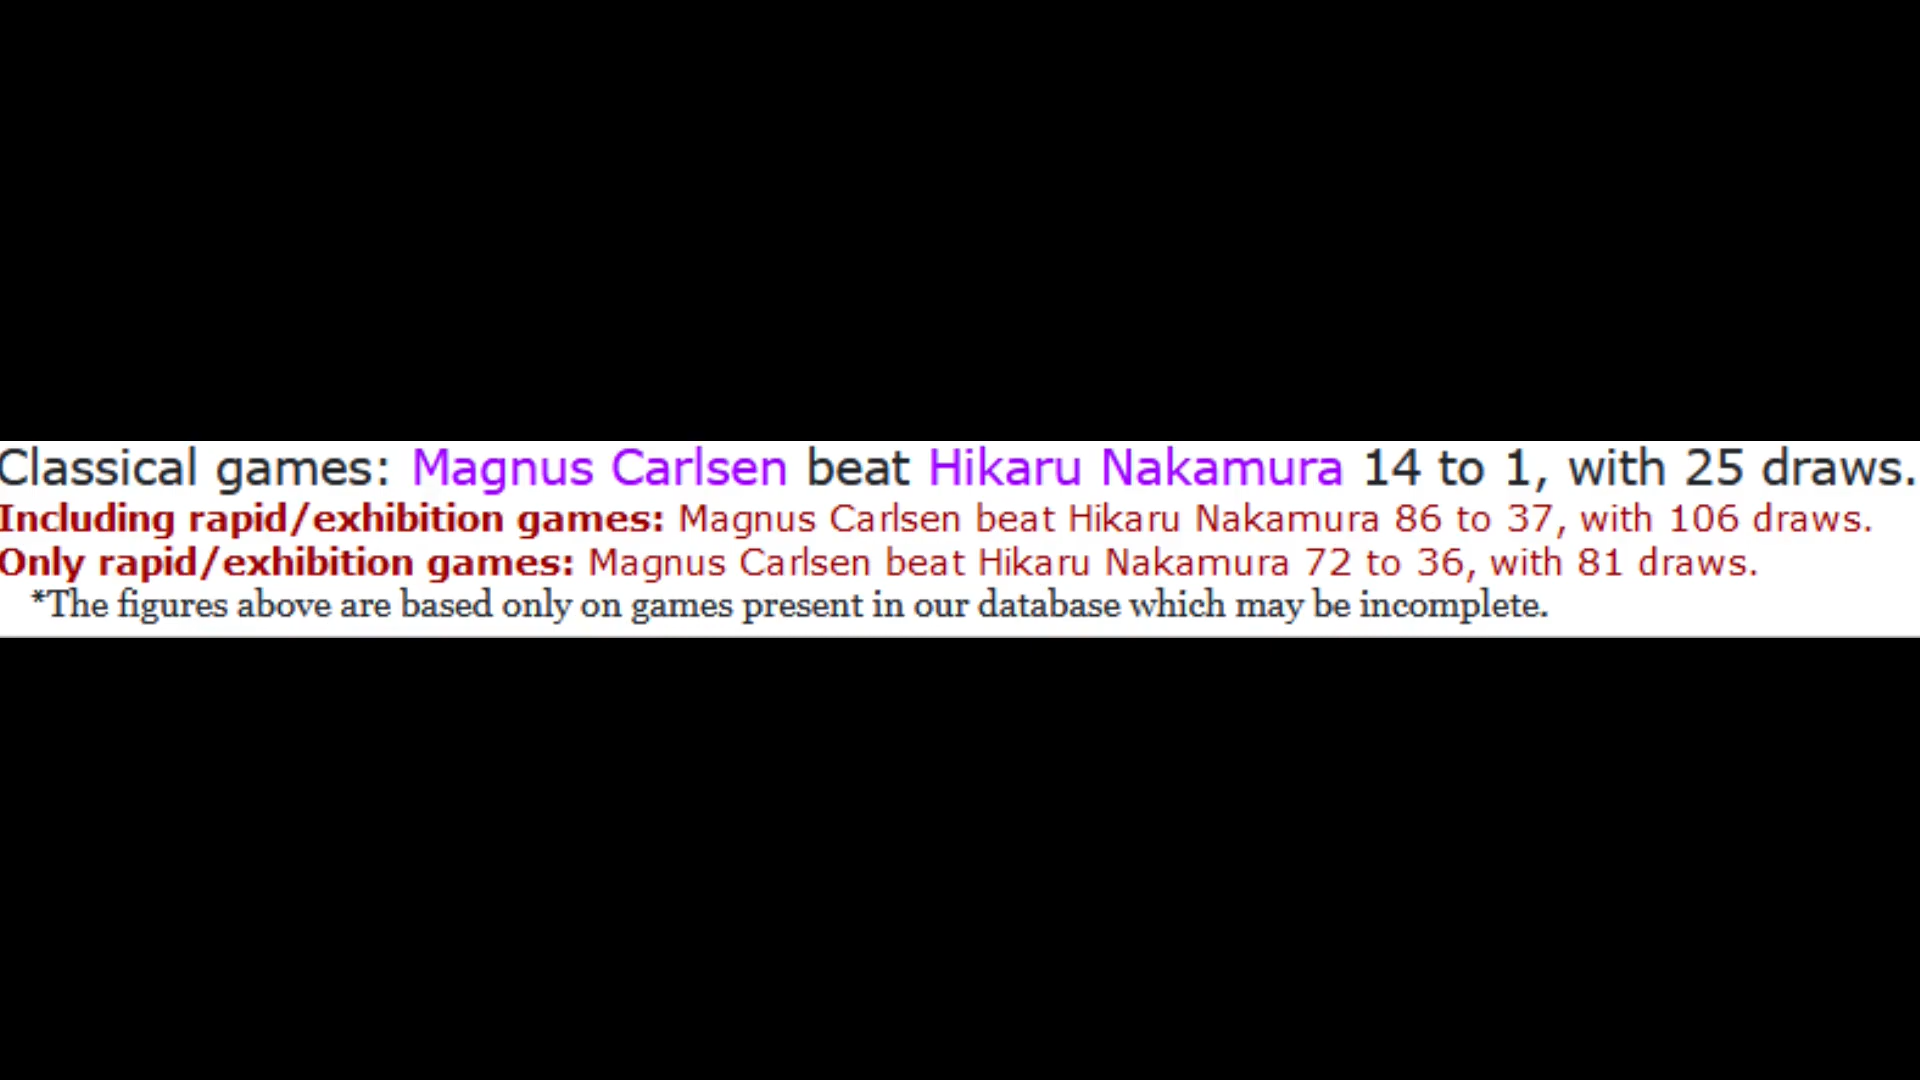 Classical games: Magnus Carlsen beat Hikaru Nakamura 14 to 1, with 25 draws.
Including rapid/exhibition games: Magnus Carlsen beat Hikaru Nakamura 86 to 37, with 106 draws.
Only rapid/exhibition games: Magnus Carlsen beat Hikaru Nakamura 72 to 36, with 81 draws.
*The figures above are based only on games present in our database which may be incomplete.